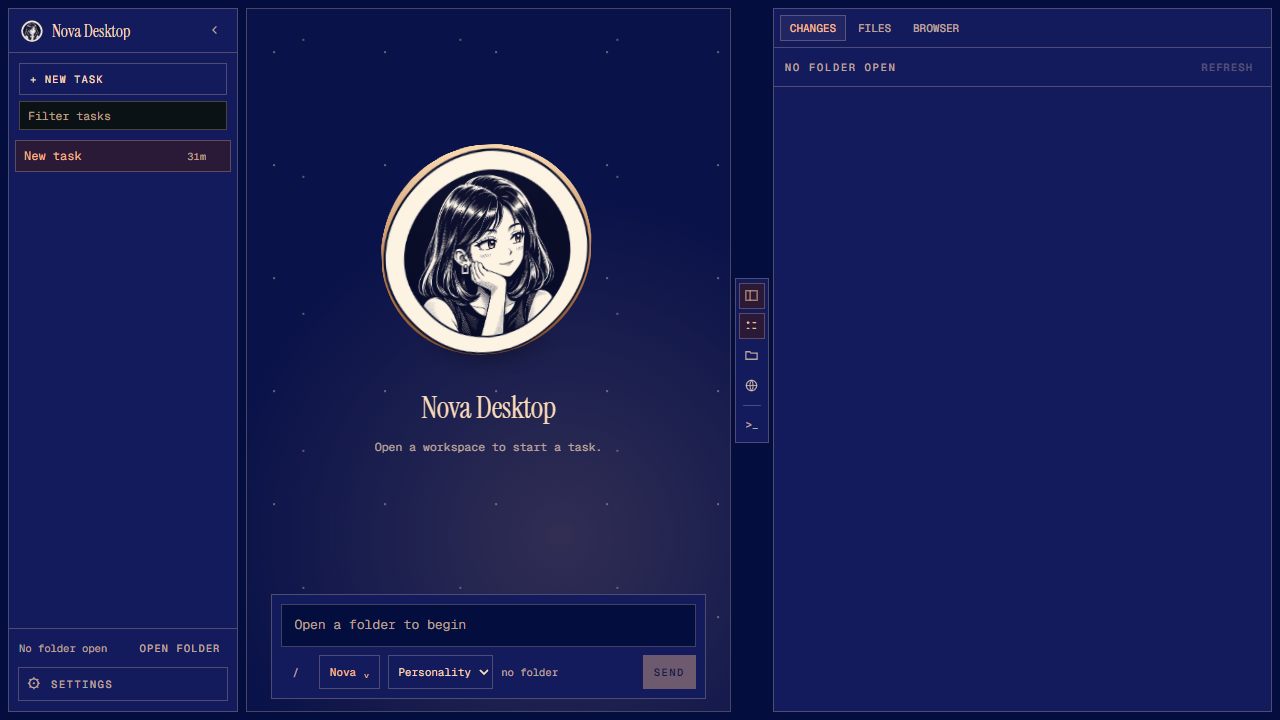 Nova Desktop
+ NEW TASK
Filter tasks
New task 31m
No folder open OPEN FOLDER
SETTINGS
Nova Desktop
Open a workspace to start a task.
Open a folder to begin
/ Nova Personality no folder SEND
>_
CHANGES FILES BROWSER
NO FOLDER OPEN REFRESH